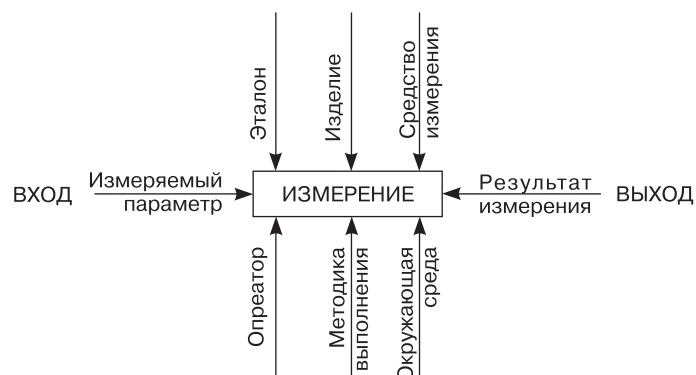 Эталон
Изделие
Средство
измерения
ВХОД
Измеряемый
параметр
ИЗМЕРЕНИЕ
Результат
измерения
ВЫХОД
Опреатор
Методика
выполнения
Окружающая
среда